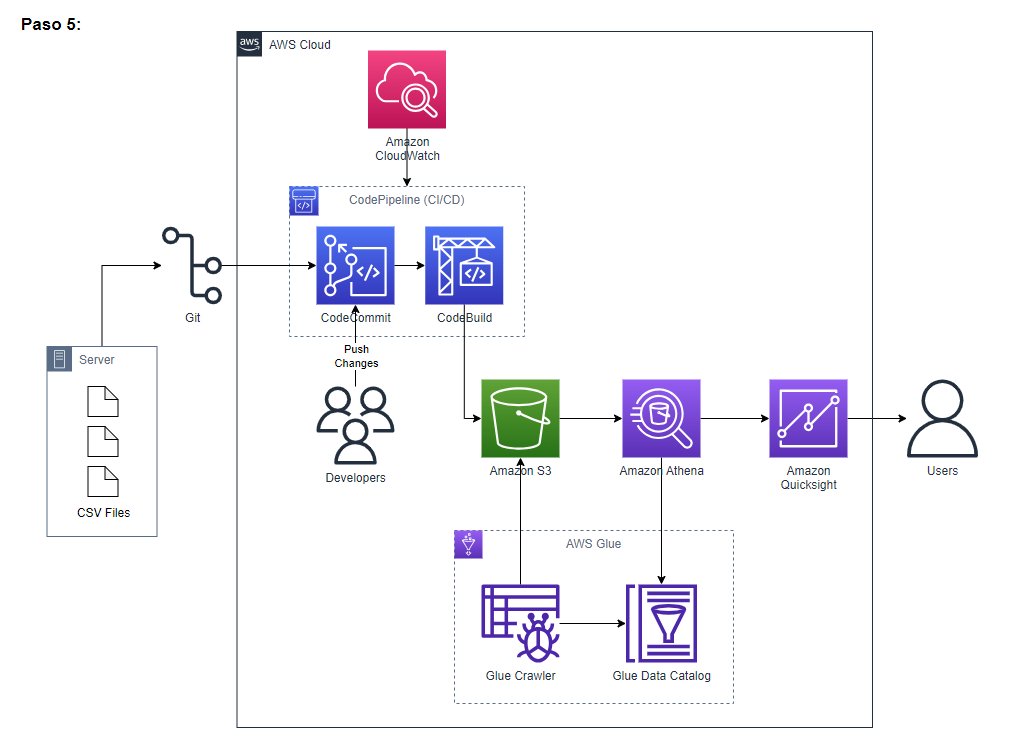 Paso 5:
aws
AWS Cloud
Amazon
CloudWatch
CodePipeline (CI/CD)
Git
CodeCommit
CodeBuild
Push
Changes
Server
CSV Files
Developers
Amazon S3
Amazon Athena
Amazon
Quicksight
Users
AWS Glue
Glue Crawler
Glue Data Catalog